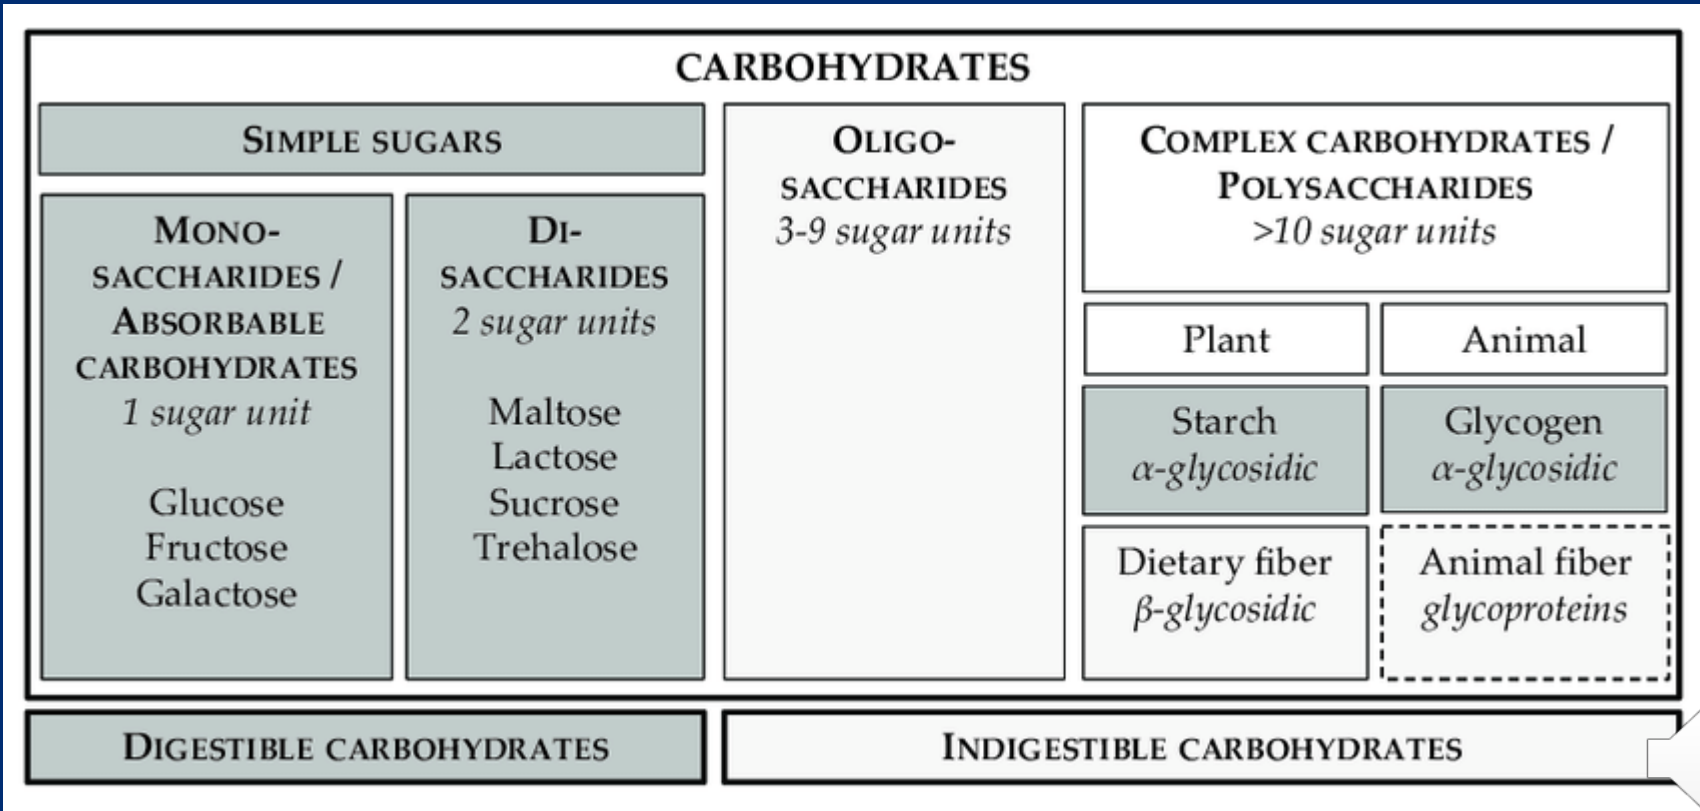 CARBOHYDRATES
SIMPLE SUGARS
MONO-
SACCHARIDES /
ABSORBABLE
CARBOHYDRATES
1 sugar unit
Glucose
Fructose
Galactose
DI-
SACCHARIDES
2 sugar units
Maltose
Lactose
Sucrose
Trehalose
OLIGO-
SACCHARIDES
3-9 sugar units
COMPLEX CARBOHYDRATES /
POLYSACCHARIDES
>10 sugar units
Plant
Animal
Starch
α-glycosidic
Glycogen
α-glycosidic
Dietary fiber
β-glycosidic
Animal fiber
glycoproteins
DIGESTIBLE CARBOHYDRATES
INDIGESTIBLE CARBOHYDRATES